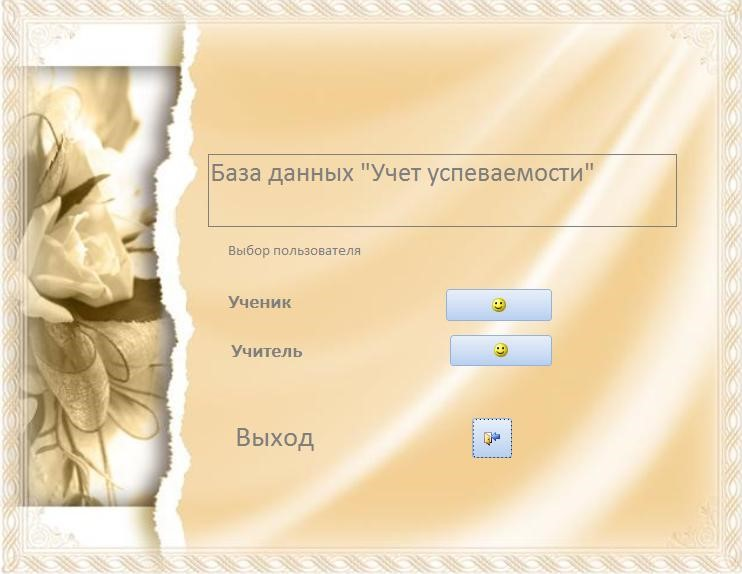 База данных "Учет успеваемости"
Выбор пользователя
Ученик
Учитель
Выход